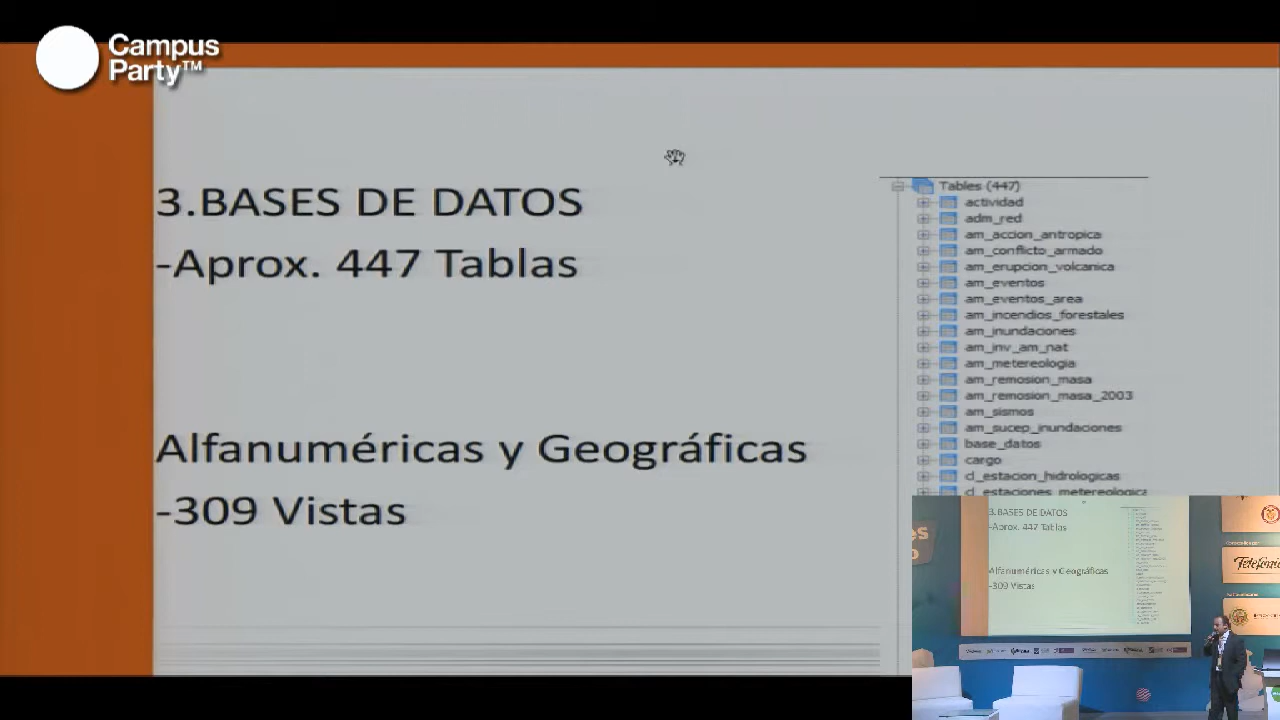 Campus
Party™
3.BASES DE DATOS
-Aprox. 447 Tablas
Alfanuméricas y Geográficas
-309 Vistas
Tables (447)
actividad
adm_red
am_accion_antropica
am_conflicto_armado
am_erupcion_volcanica
am_eventos
am_eventos_area
am_incendios_forestales
am_inundaciones
am_inv_am_nat
am_metereologia
am_remosion_masa
am_remosion_masa_2003
am_sismos
am_sucep_inundaciones
base_datos
cargo
cl_estacion_hidrologicas
cl_estaciones_metereologica
3.BASES DE DATOS
-Aprox. 447 Tablas
Alfanuméricas y Geográficas
-309 Vistas
Telefonic